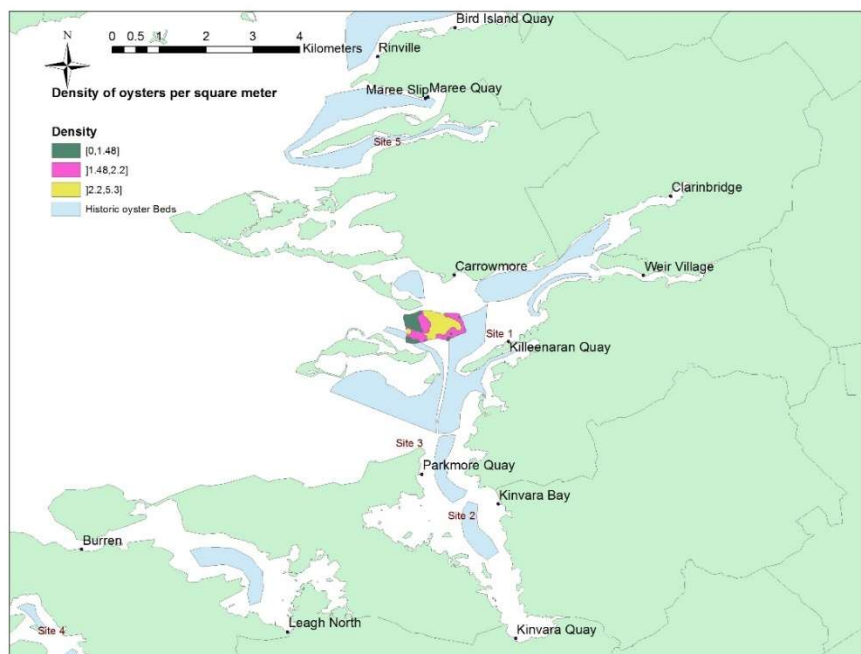 Bird Island Quay
N
0 0.5 1 2 3 4
Kilometers
Rinville
Density of oysters per square meter
Maree Slip Maree Quay
Density
]0,1.48]
]1.48,2.2]
]2.2,5.3]
Historic oyster Beds
Site 5
Clarinbridge
Carrowmore
Weir Village
Site 1
Killeenaran Quay
Site 3
Parkmore Quay
Kinvara Bay
Site 2
Burren
Leagh North
Site 4
Kinvara Quay